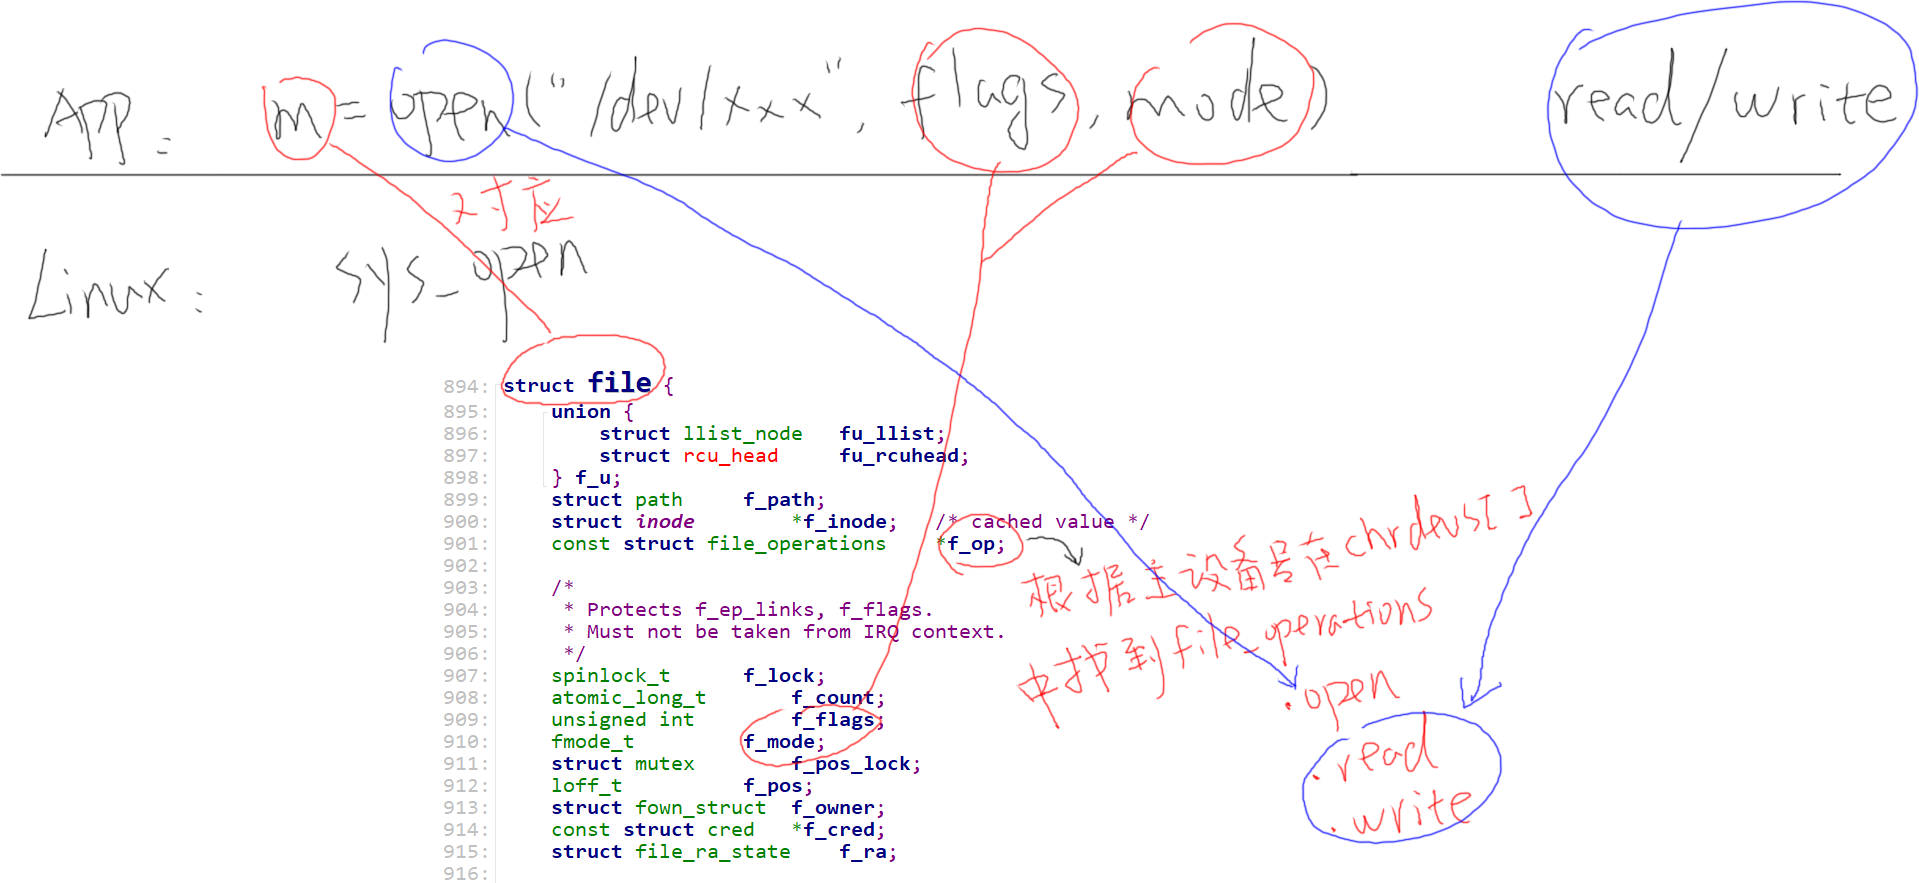 App: m=open("/dev/xxx", flags, mode) read/write
对应
Linux: sys_open
894: struct file {
895: union {
896: struct llist_node fu_llist;
897: struct rcu_head fu_rcuhead;
898: } f_u;
899: struct path f_path;
900: struct inode *f_inode; /* cached value */
901: const struct file_operations *f_op;
902:
903: /*
904: * Protects f_ep_links, f_flags.
905: * Must not be taken from IRQ context.
906: */
907: spinlock_t f_lock;
908: atomic_long_t f_count;
909: unsigned int f_flags;
910: fmode_t f_mode;
911: struct mutex f_pos_lock;
912: loff_t f_pos;
913: struct fown_struct f_owner;
914: const struct cred *f_cred;
915: struct file_ra_state f_ra;
916:
根据主设备号在chrdevs[]
中找到file_operations
.open
.read
.write